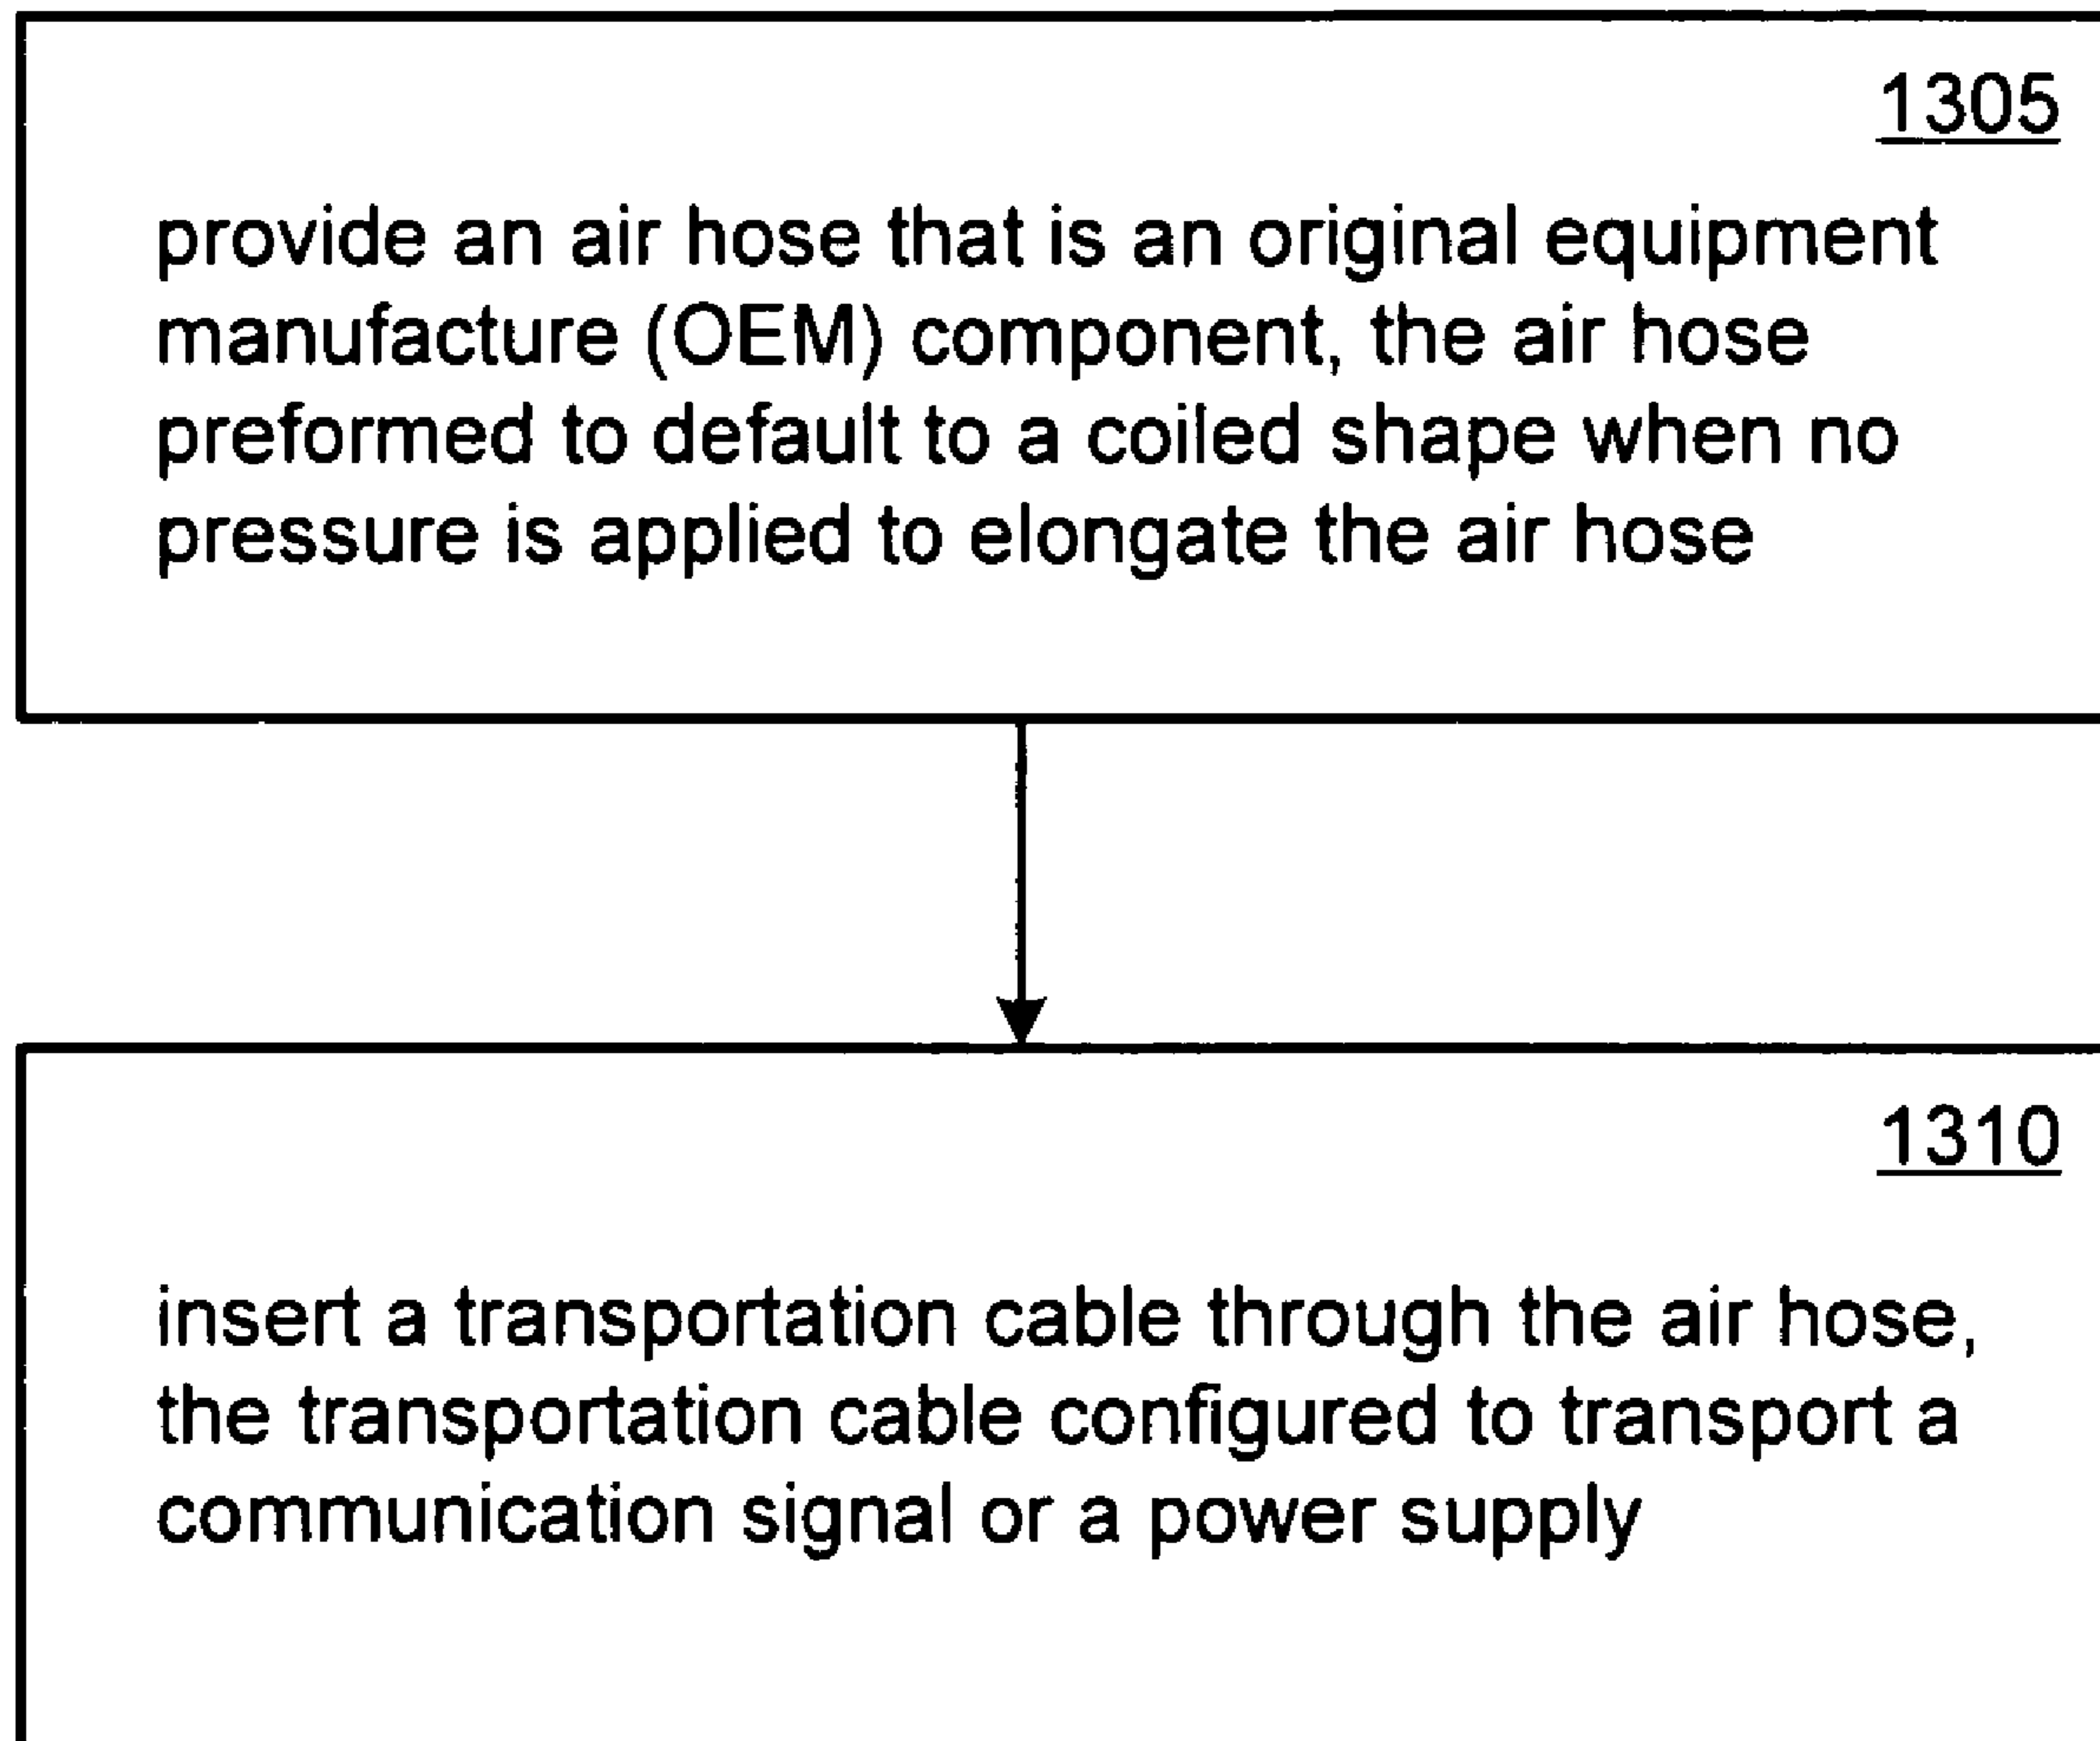 1305
provide an air hose that is an original equipment
manufacture (OEM) component, the air hose
preformed to default to a coiled shape when no
pressure is applied to elongate the air hose
1310
insert a transportation cable through the air hose,
the transportation cable configured to transport a
communication signal or a power supply